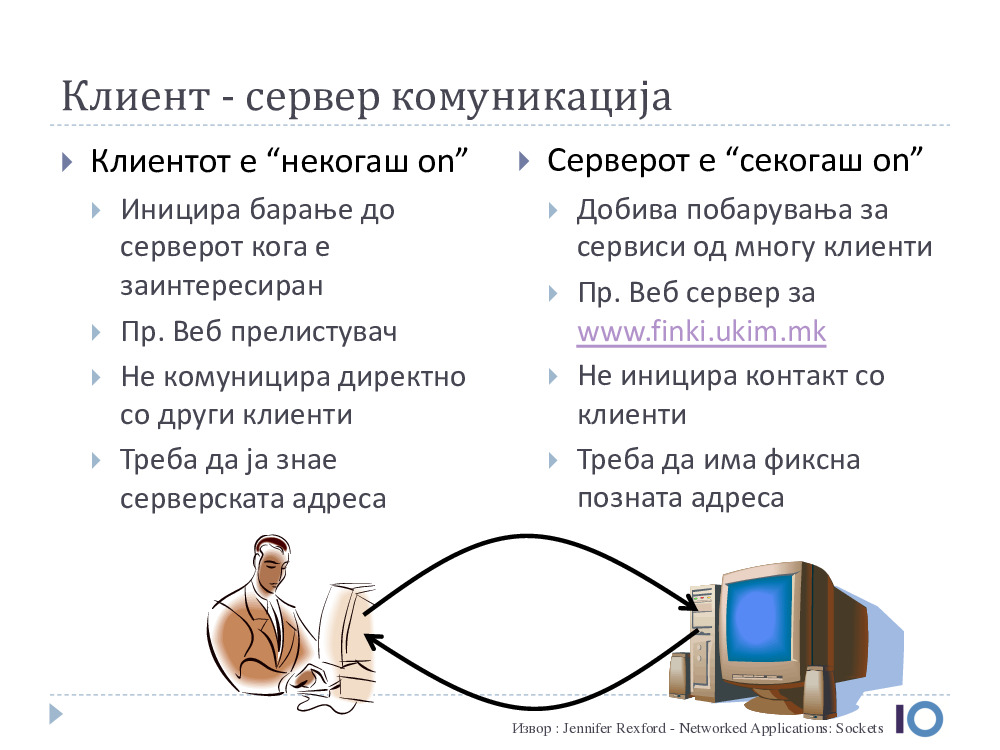 Клиент - сервер комуникација
Клиентот е “некогаш on”
Иницира барање до
серверот кога е
заинтересиран
Пр. Веб прелистувач
Не комуницира директно
со други клиенти
Треба да ја знае
серверската адреса
Серверот е “секогаш on”
Добива побарувања за
сервиси од многу клиенти
Пр. Веб сервер за
www.finki.ukim.mk
Не иницира контакт со
клиенти
Треба да има фиксна
позната адреса
Извор : Jennifer Rexford - Networked Applications: Sockets
10